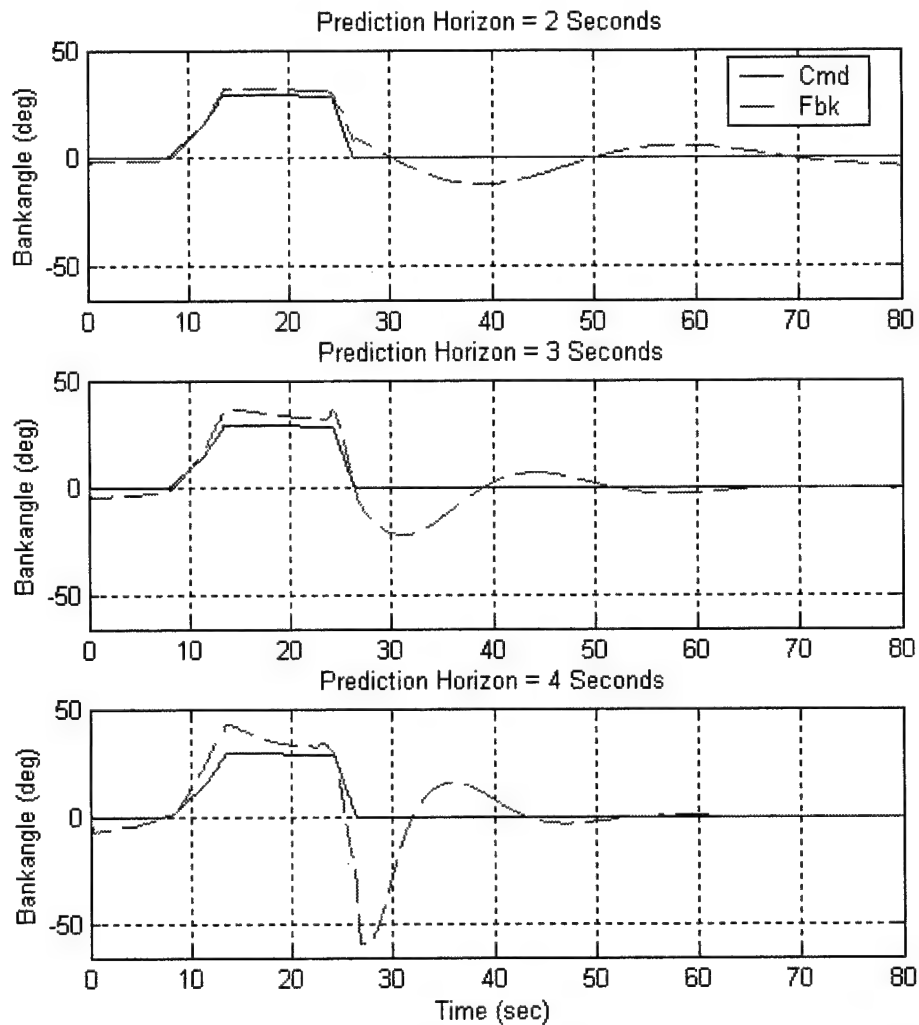 Prediction Horizon = 2 Seconds
50
0
-50
Bankangle (deg)
Cmd
Fbk
0 10 20 30 40 50 60 70 80
Prediction Horizon = 3 Seconds
50
0
-50
Bankangle (deg)
0 10 20 30 40 50 60 70 80
Prediction Horizon = 4 Seconds
50
0
-50
Bankangle (deg)
0 10 20 30 40 50 60 70 80
Time (sec)